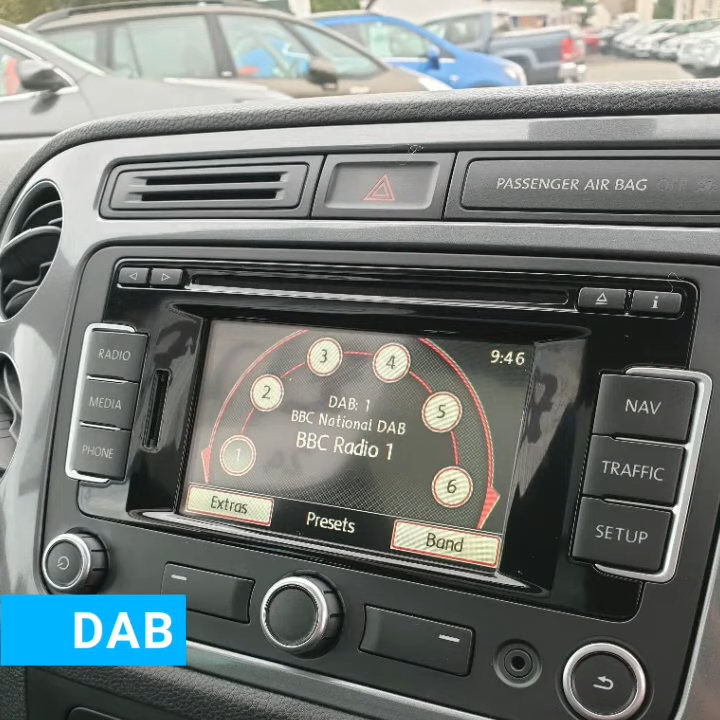 PASSENGER AIR BAG OFF
RADIO
MEDIA
PHONE
i
9:46
1
2
3
4
5
6
DAB: 1
BBC National DAB
BBC Radio 1
Extras
Presets
Band
NAV
TRAFFIC
SETUP
DAB